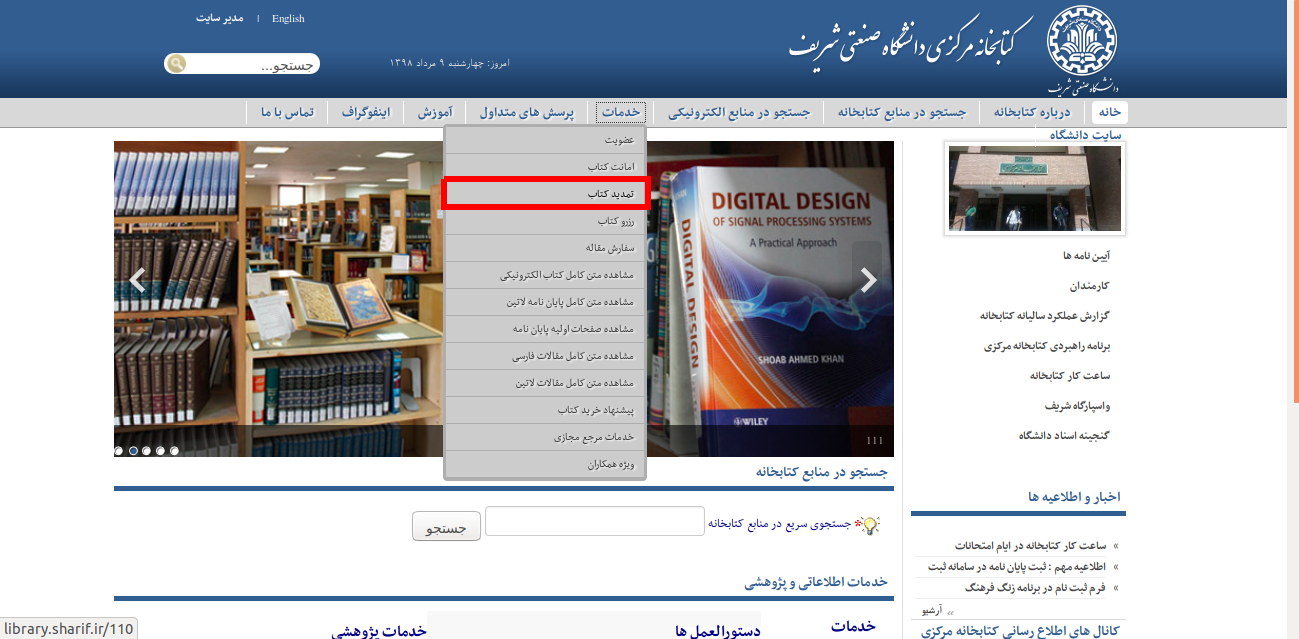 English | مدیر سایت
کتابخانه مرکزی دانشگاه صنعتی شریف
دانشگاه صنعتی شریف
جستجو...
امروز: چهارشنبه ۹ مرداد ۱۳۹۸
خانه
درباره کتابخانه
جستجو در منابع کتابخانه
جستجو در منابع الکترونیکی
خدمات
پرسش های متداول
آموزش
اینفوگراف
تماس با ما
سایت دانشگاه
عضویت
امانت کتاب
تمدید کتاب
رزرو کتاب
سفارش مقاله
مشاهده متن کامل کتاب الکترونیکی
مشاهده متن کامل پایان نامه لاتین
مشاهده صفحات اولیه پایان نامه
مشاهده متن کامل مقالات فارسی
مشاهده متن کامل مقالات لاتین
پیشنهاد خرید کتاب
خدمات مرجع مجازی
ویژه همکاران
DIGITAL DESIGN
OF SIGNAL PROCESSING SYSTEMS
A Practical Approach
SHOAB AHMED KHAN
WILEY
DIGITAL DESIGN
111
آیین نامه ها
کارمندان
گزارش عملکرد سالیانه کتابخانه
برنامه راهبردی کتابخانه مرکزی
ساعت کار کتابخانه
واسپارگاه شریف
گنجینه اسناد دانشگاه
جستجو در منابع کتابخانه
* جستجوی سریع در منابع کتابخانه
جستجو
اخبار و اطلاعیه ها
» ساعت کار کتابخانه در ایام امتحانات
» اطلاعیه مهم : ثبت پایان نامه در سامانه ثبت
» فرم ثبت نام در برنامه زنگ فرهنگ
» آرشیو
کانال های اطلاع رسانی کتابخانه مرکزی
خدمات اطلاعاتی و پژوهشی
خدمات
دستورالعمل ها
خدمات پژوهشی
library.sharif.ir/110